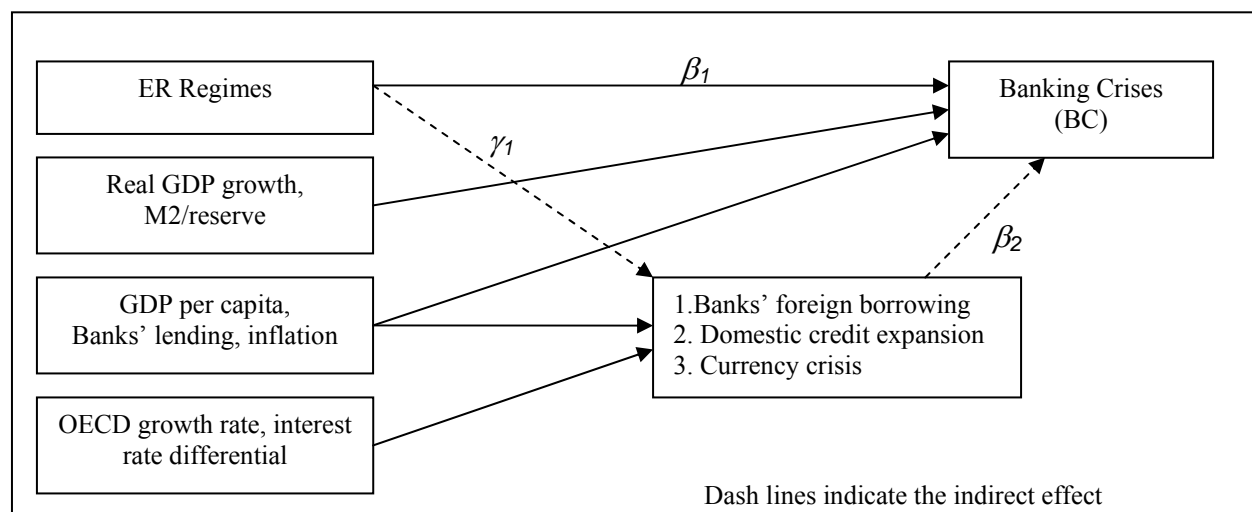 ER Regimes
β1
Banking Crises
(BC)
γ1
Real GDP growth,
M2/reserve
β2
GDP per capita,
Banks' lending, inflation
1.Banks' foreign borrowing
2. Domestic credit expansion
3. Currency crisis
OECD growth rate, interest
rate differential
Dash lines indicate the indirect effect